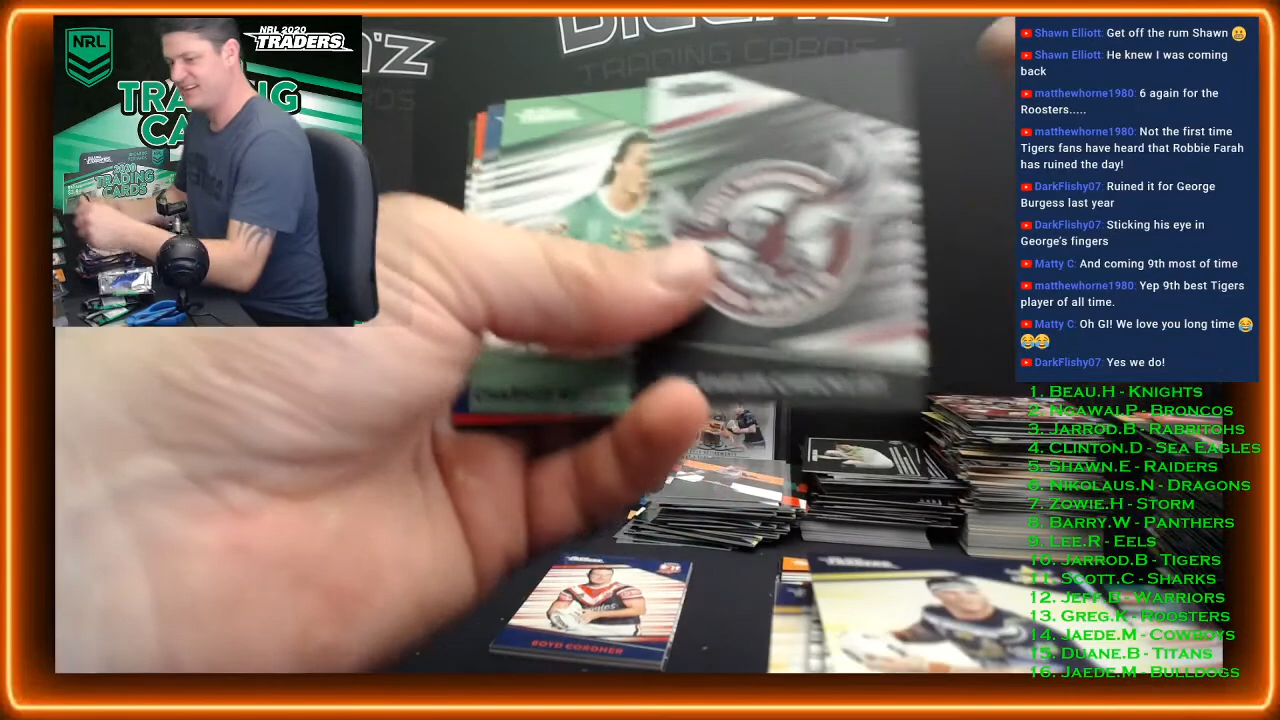 NRL
NRL 2020
TRADERS
TRADING CARDS
2020
TRADING
CARDS
Shawn Elliott: Get off the rum Shawn 😬
Shawn Elliott: He knew I was coming
back
matthewhorne1980: 6 again for the
Roosters.....
matthewhorne1980: Not the first time
Tigers fans have heard that Robbie Farah
has ruined the day!
DarkFlishy07: Ruined it for George
Burgess last year
DarkFlishy07: Sticking his eye in
George's fingers
Matty C: And coming 9th most of time
matthewhorne1980: Yep 9th best Tigers
player of all time.
Matty C: Oh GI! We love you long time 😂
😂😂
DarkFlishy07: Yes we do!
1. Beau.H - Knights
2. Ngawai.P - Broncos
3. Jarrod.B - Rabbitohs
4. Clinton.D - Sea Eagles
5. Shawn.E - Raiders
6. Nikolaus.N - Dragons
7. Zowie.H - Storm
8. Barry.W - Panthers
9. Lee.R - Eels
10. Jarrod.B - Tigers
11. Scott.C - Sharks
12. Jeff.B - Warriors
13. Greg.K - Roosters
14. Jaede.M - Cowboys
15. Duane.B - Titans
16. Jaede.M - Bulldogs
BOYD CORDNER